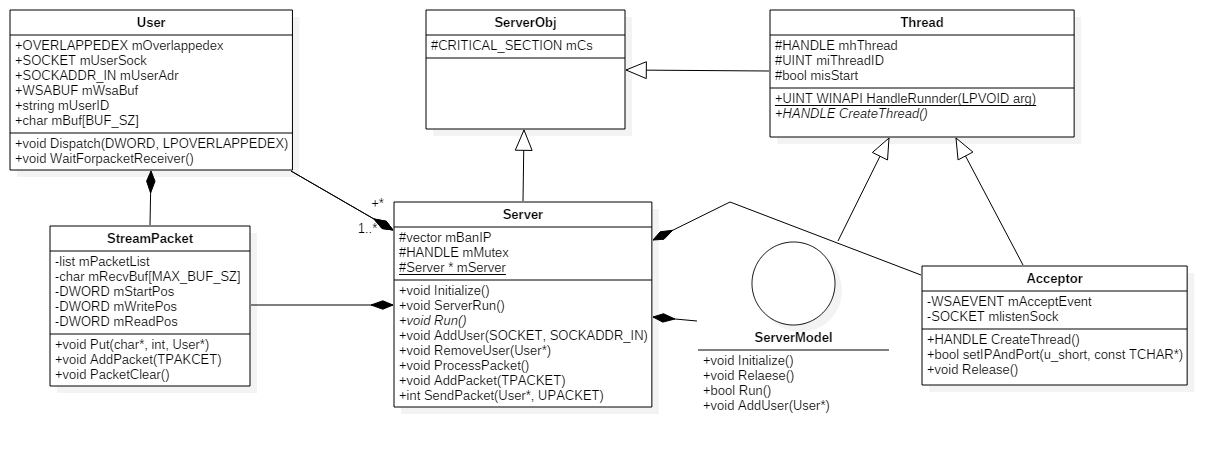 User
+OVERLAPPEDEX mOverlappedex
+SOCKET mUserSock
+SOCKADDR_IN mUserAdr
+WSABUF mWsaBuf
+string mUserID
+char mBuf[BUF_SZ]
+void Dispatch(DWORD, LPOVERLAPPEDEX)
+void WaitForpacketReceiver()
ServerObj
#CRITICAL_SECTION mCs
Thread
#HANDLE mhThread
#UINT miThreadID
#bool misStart
+UINT WINAPI HandleRunnder(LPVOID arg)
+HANDLE CreateThread()
+*
1..*
StreamPacket
-list mPacketList
-char mRecvBuf[MAX_BUF_SZ]
-DWORD mStartPos
-DWORD mWritePos
-DWORD mReadPos
+void Put(char*, int, User*)
+void AddPacket(TPAKCET)
+void PacketClear()
Server
#vector mBanIP
#HANDLE mMutex
#Server * mServer
+void Initialize()
+void ServerRun()
+void Run()
+void AddUser(SOCKET, SOCKADDR_IN)
+void RemoveUser(User*)
+void ProcessPacket()
+void AddPacket(TPACKET)
+int SendPacket(User*, UPACKET)
ServerModel
+void Initialize()
+void Relaese()
+bool Run()
+void AddUser(User*)
Acceptor
-WSAEVENT mAcceptEvent
-SOCKET mlistenSock
+HANDLE CreateThread()
+bool setIPAndPort(u_short, const TCHAR*)
+void Release()